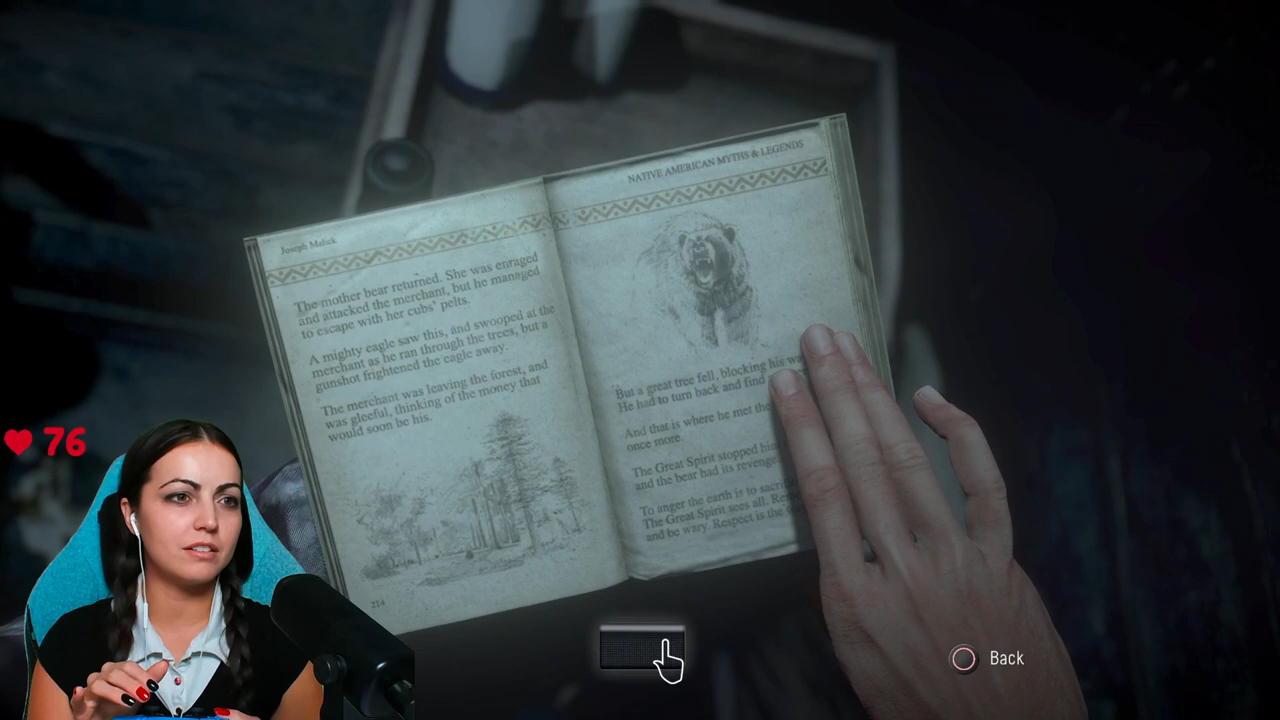 Joseph Malick
The mother bear returned. She was enraged
and attacked the merchant, but he managed
to escape with her cubs' pelts.
A mighty eagle saw this, and swooped at the
merchant as he ran through the trees, but a
gunshot frightened the eagle away.
The merchant was leaving the forest, and
was gleeful, thinking of the money that
would soon be his.
214
NATIVE AMERICAN MYTHS & LEGENDS
But a great tree fell, blocking his
He had to turn back and find
And that is where he met the
once more.
The Great Spirit stopped
and the bear had its
To anger the earth is to
The Great Spirit sees all.
and be wary. Respect is the
76
Back